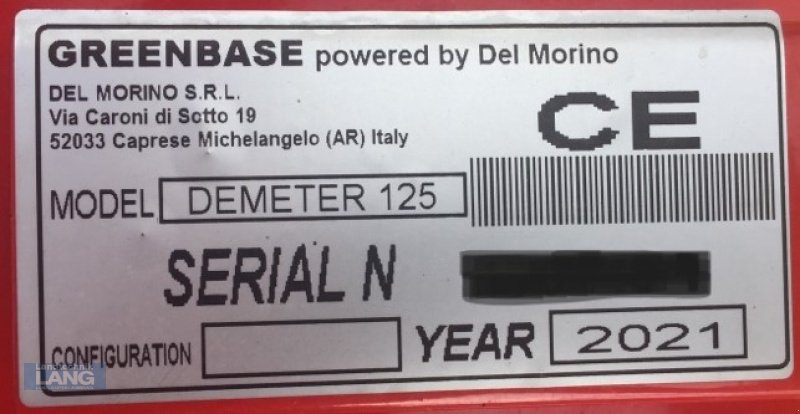 GREENBASE powered by Del Morino
DEL MORINO S.R.L.
Via Caroni di Sotto 19
52033 Caprese Michelangelo (AR) Italy
CE
MODEL DEMETER 125
SERIAL N
CONFIGURATION
YEAR 2021
Landtechnik
LANG